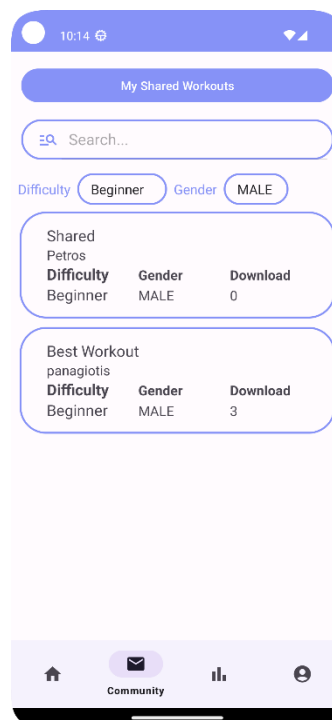 10:14
My Shared Workouts
Search...
Difficulty Beginner Gender MALE
Shared
Petros
Difficulty Gender Download
Beginner MALE 0
Best Workout
panagiotis
Difficulty Gender Download
Beginner MALE 3
Community